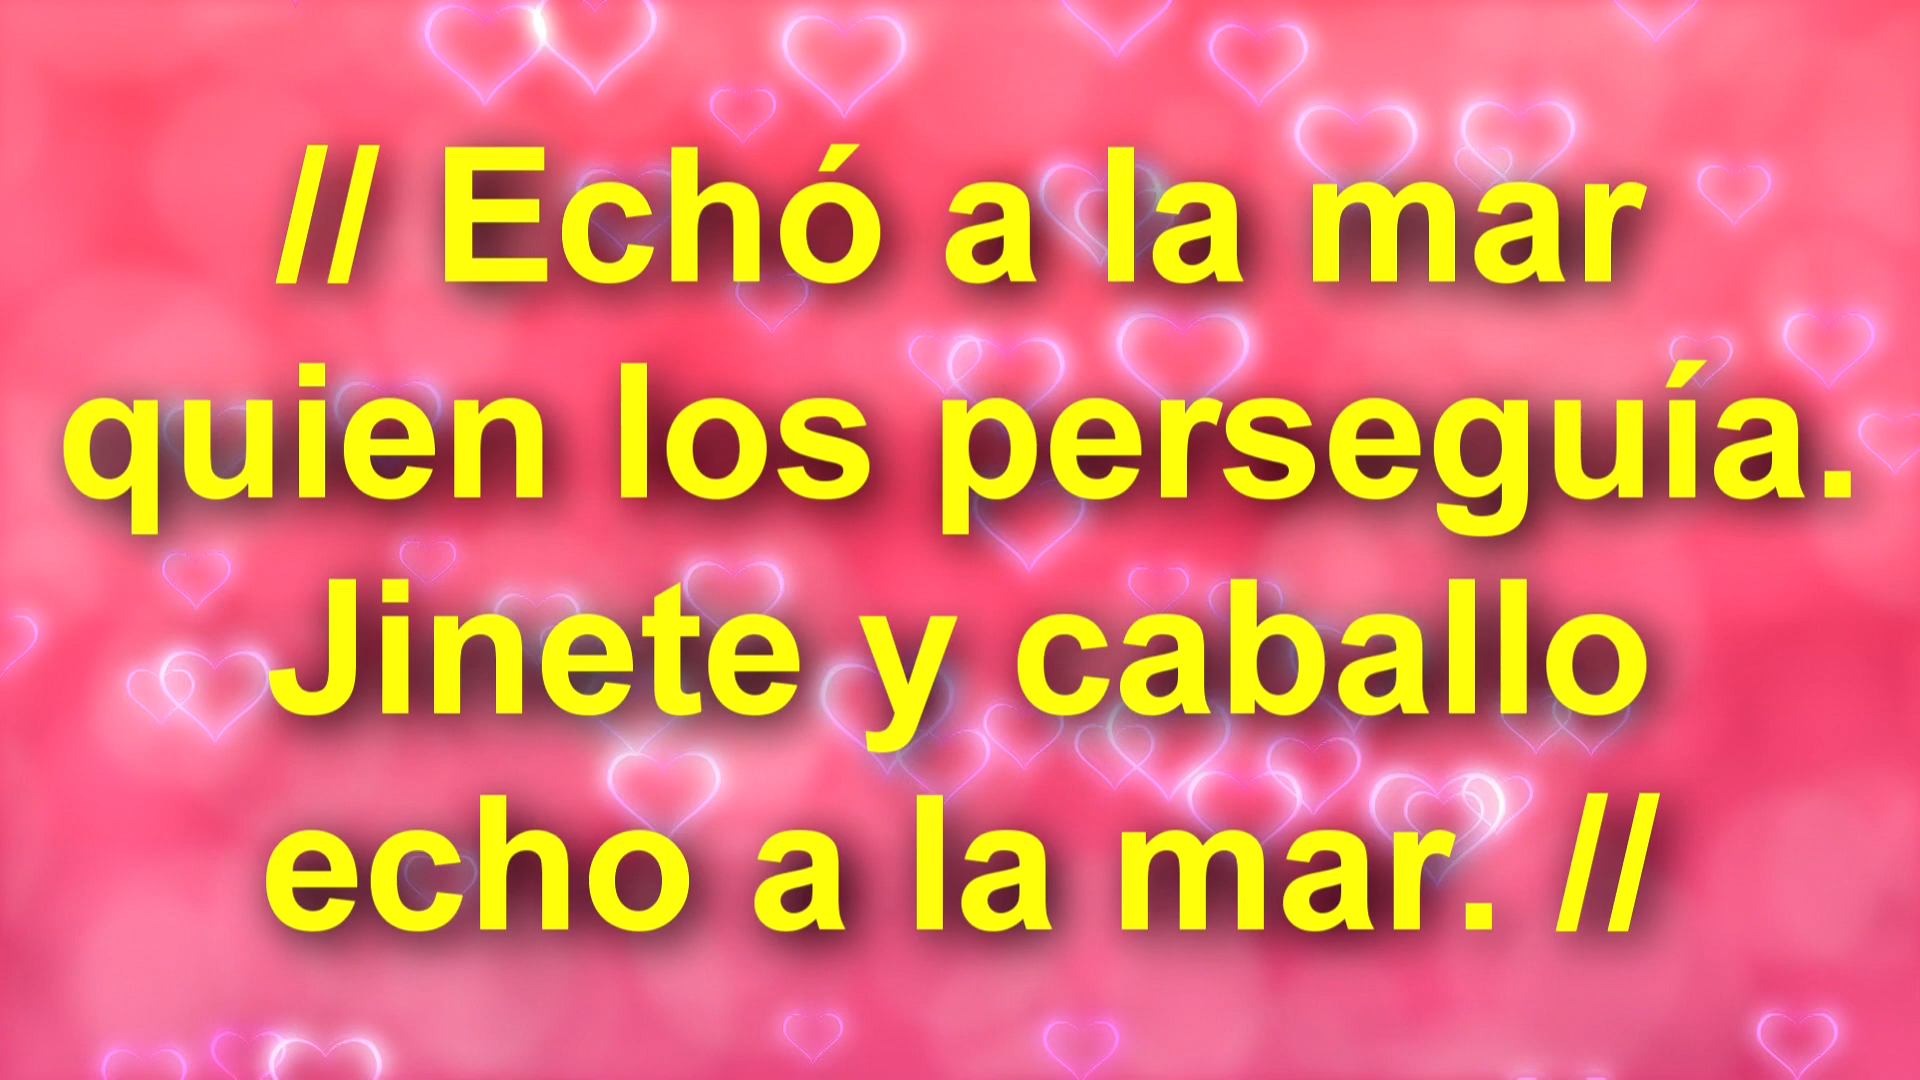 // Echó a la mar
quien los perseguía.
Jinete y caballo
echo a la mar. //